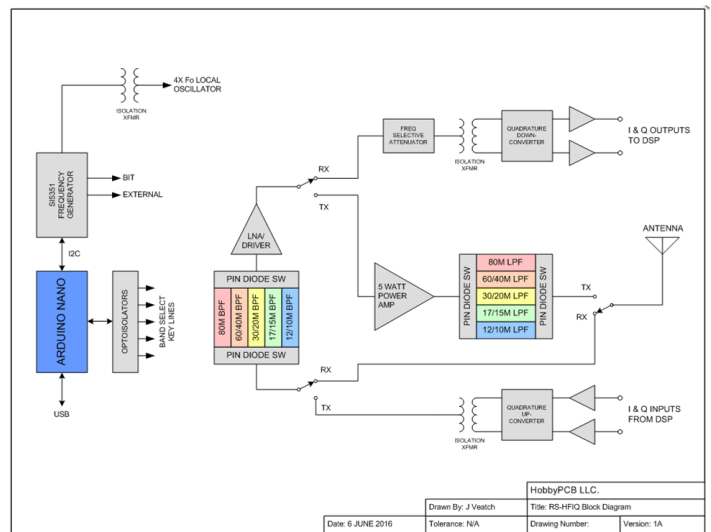 4X Fo LOCAL
OSCILLATOR
ISOLATION
XFMR
SI5351
FREQUENCY
GENERATOR
BIT
EXTERNAL
I2C
ARDUINO NANO
OPTOISOLATORS
BAND SELECT
KEY LINES
USB
RX
TX
FREQ
SELECTIVE
ATTENUATOR
ISOLATION
XFMR
QUADRATURE
DOWN-
CONVERTER
I & Q OUTPUTS
TO DSP
LNA/
DRIVER
PIN DIODE SW
80M BPF
60/40M BPF
30/20M BPF
17/15M BPF
12/10M BPF
PIN DIODE SW
5 WATT
POWER
AMP
PIN DIODE SW
80M LPF
60/40M LPF
30/20M LPF
17/15M LPF
12/10M LPF
PIN DIODE SW
ANTENNA
TX
RX
RX
TX
ISOLATION
XFMR
QUADRATURE
UP-
CONVERTER
I & Q INPUTS
FROM DSP
HobbyPCB LLC.
Drawn By: J Veatch
Title: RS-HFIQ Block Diagram
Date: 6 JUNE 2016
Tolerance: N/A
Drawing Number:
Version: 1A